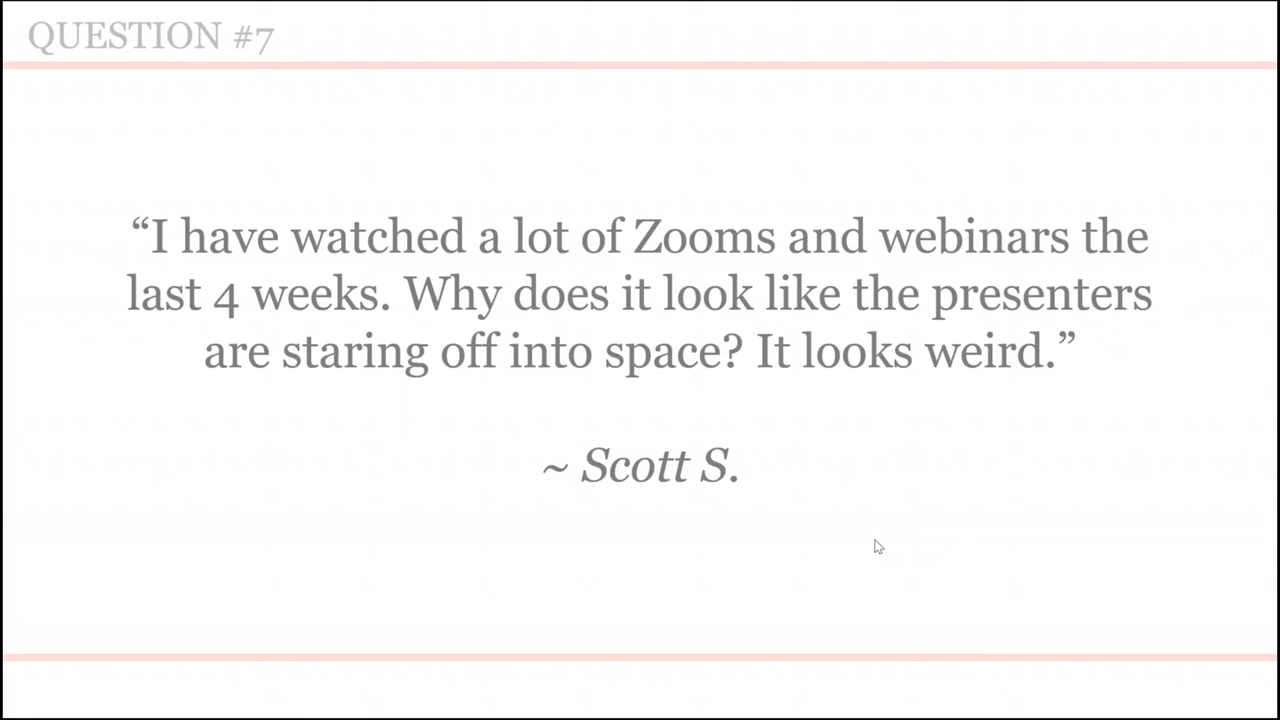 QUESTION #7
“I have watched a lot of Zooms and webinars the
last 4 weeks. Why does it look like the presenters
are staring off into space? It looks weird.”
~ Scott S.